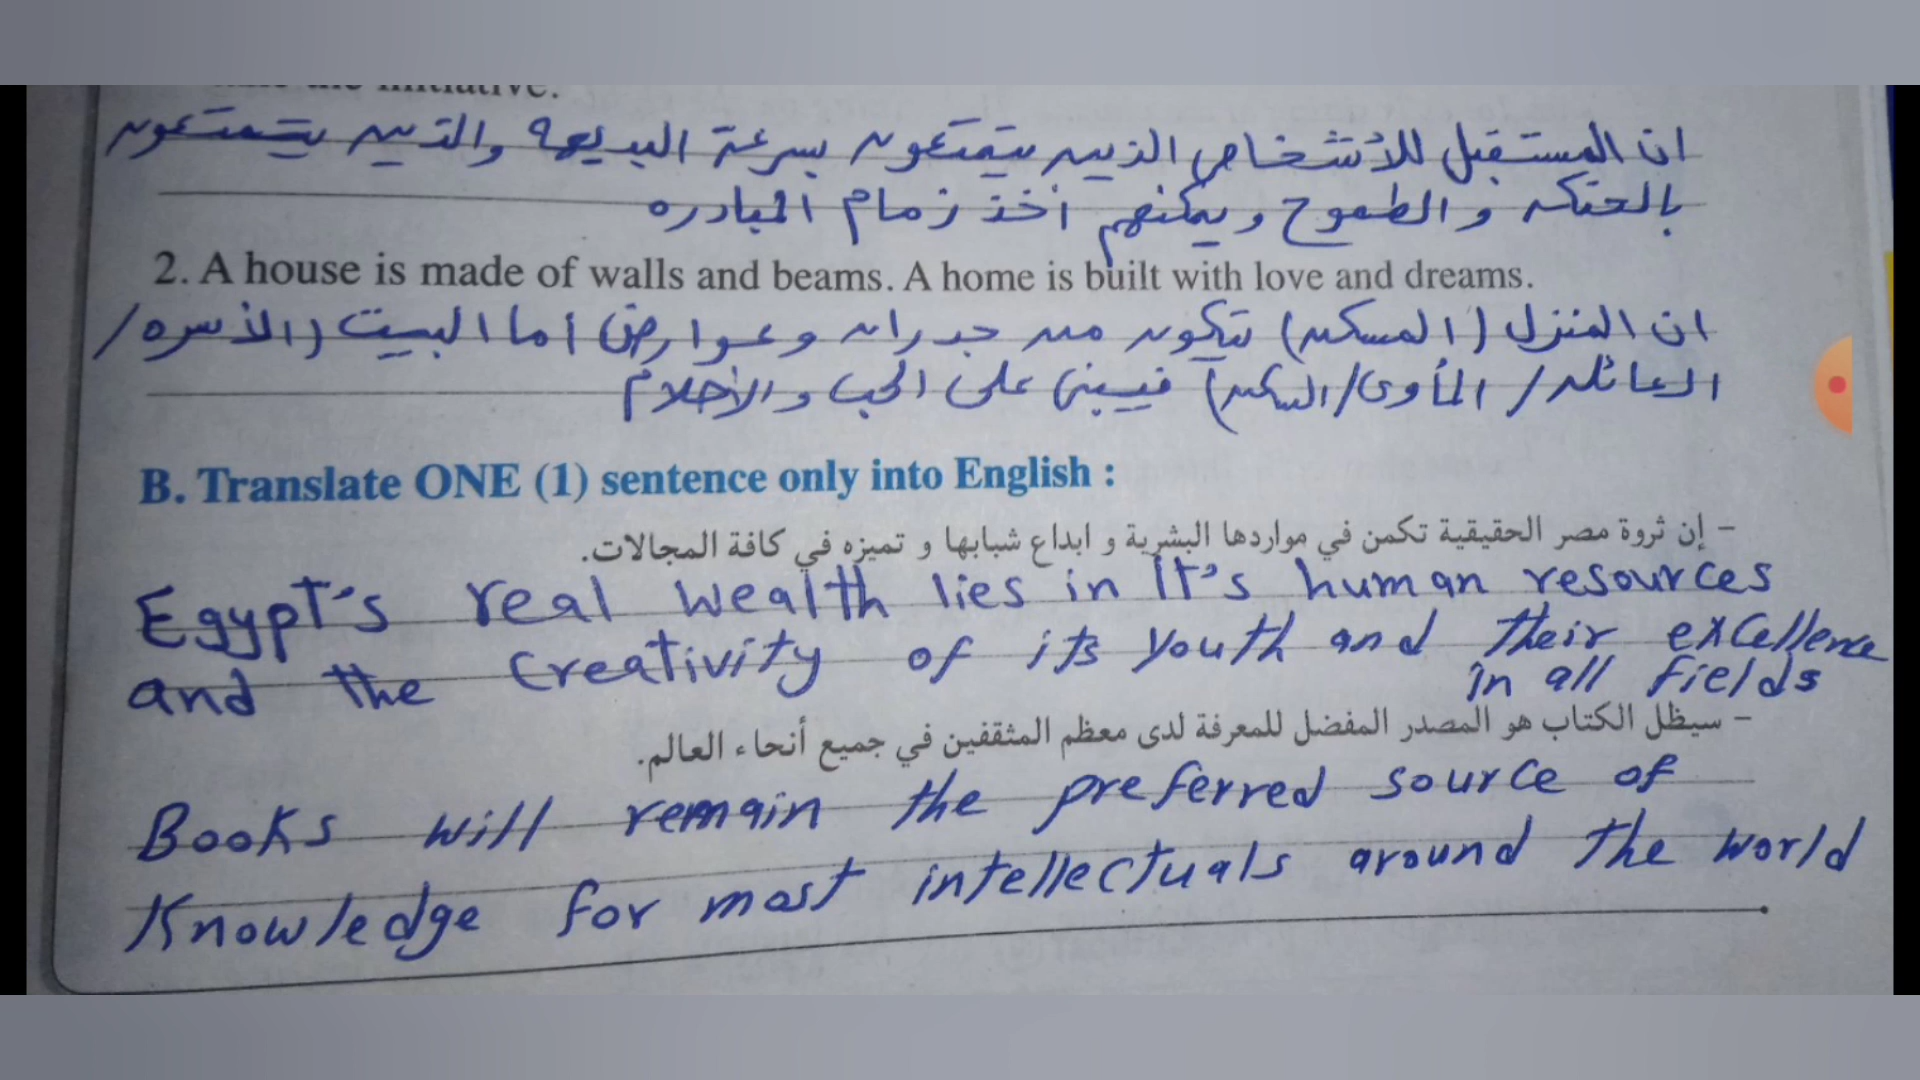 the initiative.
ان المستقبل للأشخاص الذين يتمتعون بسرعة البديهة والذين يتمتعون
بالحنكه والطموح ويمكنهم أخذ زمام المبادره
2. A house is made of walls and beams. A home is built with love and dreams.
ان المنزل (المسكن) تتكون من جدران وعوارض أما البيت (الأسره/
العائله/ المأوى/السكن) فيبنى على الحب والأحلام
B. Translate ONE (1) sentence only into English :
– إن ثروة مصر الحقيقية تكمن في مواردها البشرية و ابداع شبابها و تميزه في كافة المجالات.
Egypt's real wealth lies in It's human resources
and the creativity of its youth and their excellence
in all fields
– سيظل الكتاب هو المصدر المفضل للمعرفة لدى معظم المثقفين في جميع أنحاء العالم.
Books will remain the preferred source of
Knowledge for most intellectuals around the world